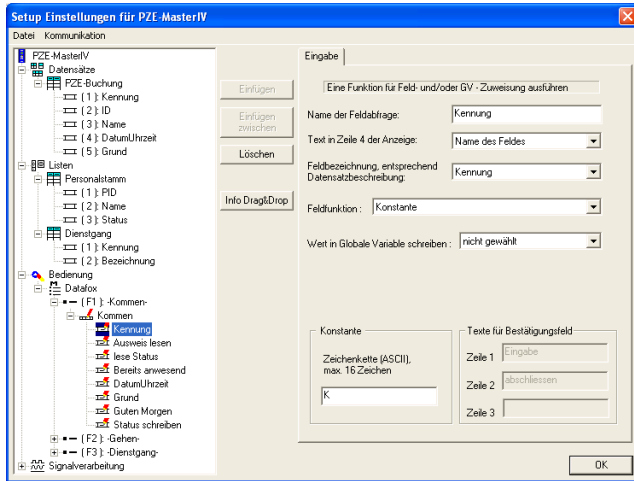 Setup Einstellungen für PZE-MasterIV
Datei Kommunikation
PZE-MasterIV
Datensätze
PZE-Buchung
( 1 ): Kennung
( 2 ): ID
( 3 ): Name
( 4 ): DatumUhrzeit
( 5 ): Grund
Listen
Personalstamm
( 1 ): PID
( 2 ): Name
( 3 ): Status
Dienstgang
( 1 ): Kennung
( 2 ): Bezeichnung
Bedienung
Datafox
( F1 ): -Kommen-
Kommen
Kennung
Ausweis lesen
lese Status
Bereits anwesend
DatumUhrzeit
Grund
Guten Morgen
Status schreiben
( F2 ): -Gehen-
( F3 ): -Dienstgang-
Signalverarbeitung
Einfügen
Einfügen
zwischen
Löschen
Info Drag&Drop
Eingabe
Eine Funktion für Feld- und/oder GV - Zuweisung ausführen
Name der Feldabfrage: Kennung
Text in Zeile 4 der Anzeige: Name des Feldes
Feldbezeichnung, entsprechend
Datensatzbeschreibung: Kennung
Feldfunktion : Konstante
Wert in Globale Variable schreiben : nicht gewählt
Konstante
Zeichenkette (ASCII),
max. 16 Zeichen
K
Texte für Bestätigungsfeld
Zeile 1 Eingabe
Zeile 2 abschliessen
Zeile 3
OK